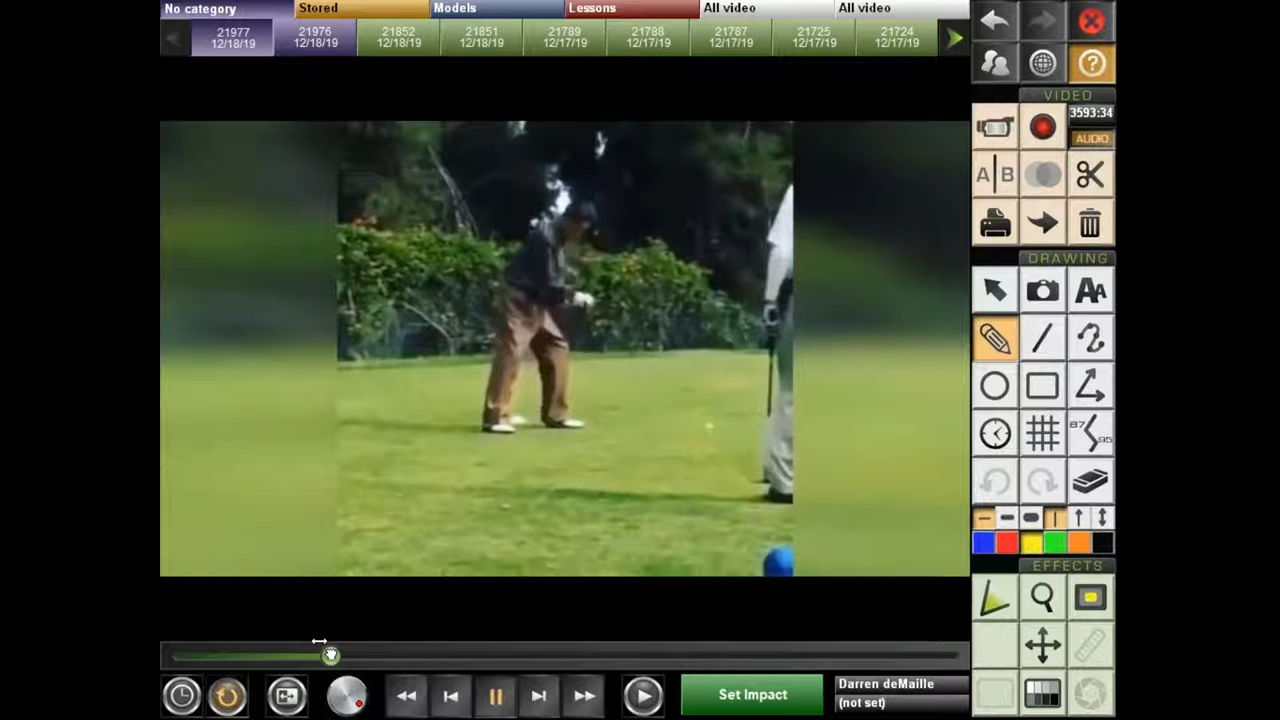 No category
Stored
Models
Lessons
All video
All video
21977
12/18/19
21976
12/18/19
21852
12/18/19
21851
12/18/19
21789
12/17/19
21788
12/17/19
21787
12/17/19
21725
12/17/19
21724
12/17/19
?
VIDEO
3593:34
AUDIO
A|B
DRAWING
AA
87
95
EFFECTS
Set Impact
Darren deMaille
(not set)